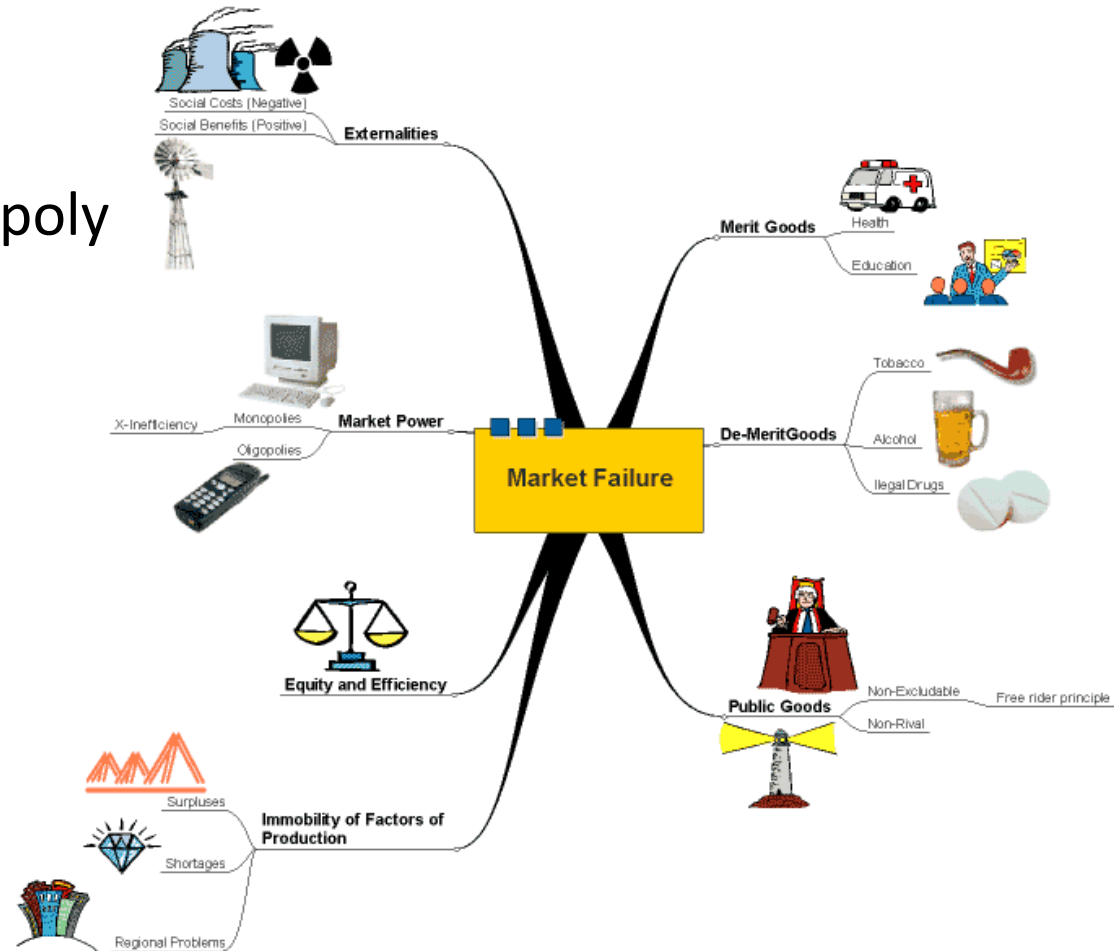 Social Costs (Negative)
Social Benefits (Positive)
Externalities
poly
Merit Goods
Health
Education
Tobacco
X-Inefficiency
Monopolies
Market Power
Oligopolies
De-MeritGoods
Alcohol
Ilegal Drugs
Market Failure
Equity and Efficiency
Public Goods
Non-Excludable
Free rider principle
Non-Rival
Surpluses
Immobility of Factors of
Production
Shortages
Regional Problems